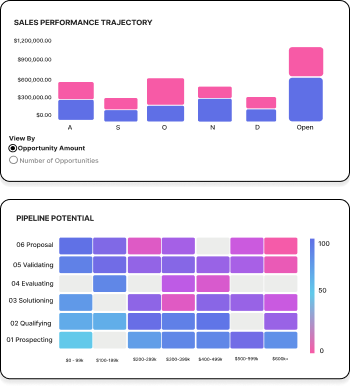 SALES PERFORMANCE TRAJECTORY
$1,200,000.00
$900,000.00
$600,000.00
$300,000.00
$0.00
A S O N D Open
View By
Opportunity Amount
Number of Opportunities
PIPELINE POTENTIAL
06 Proposal
05 Validating
04 Evaluating
03 Solutioning
02 Qualifying
01 Prospecting
$0 - 99k $100-199k $200-299k $300-399k $400-499k $500-999k $600k+
100
50
0